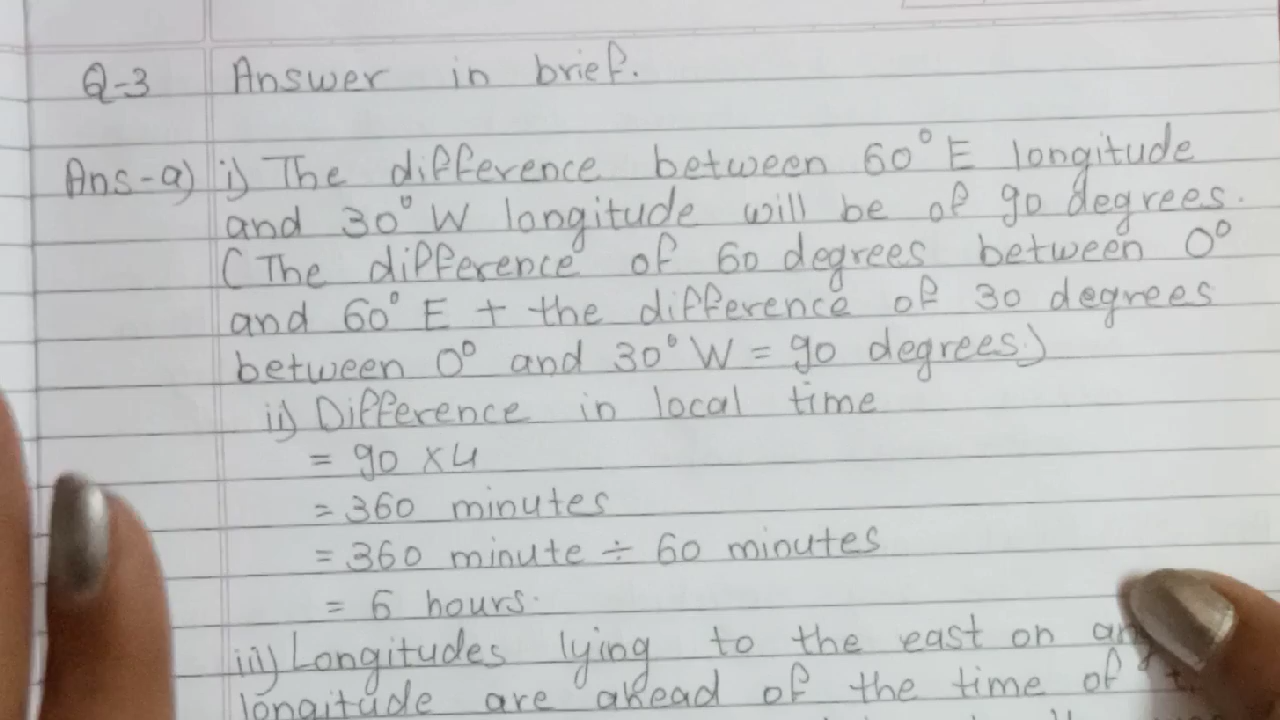 Q-3 Answer in brief.
Ans-a) i) The difference between 60° E longitude
and 30° W longitude will be of 90 degrees.
(The difference of 60 degrees between 0°
and 60° E + the difference of 30 degrees
between 0° and 30° W = 90 degrees.)
ii) Difference in local time
= 90 × 4
= 360 minutes
= 360 minute ÷ 60 minutes
= 6 hours.
iii) Longitudes lying to the east on
longitude are ahead of the time of